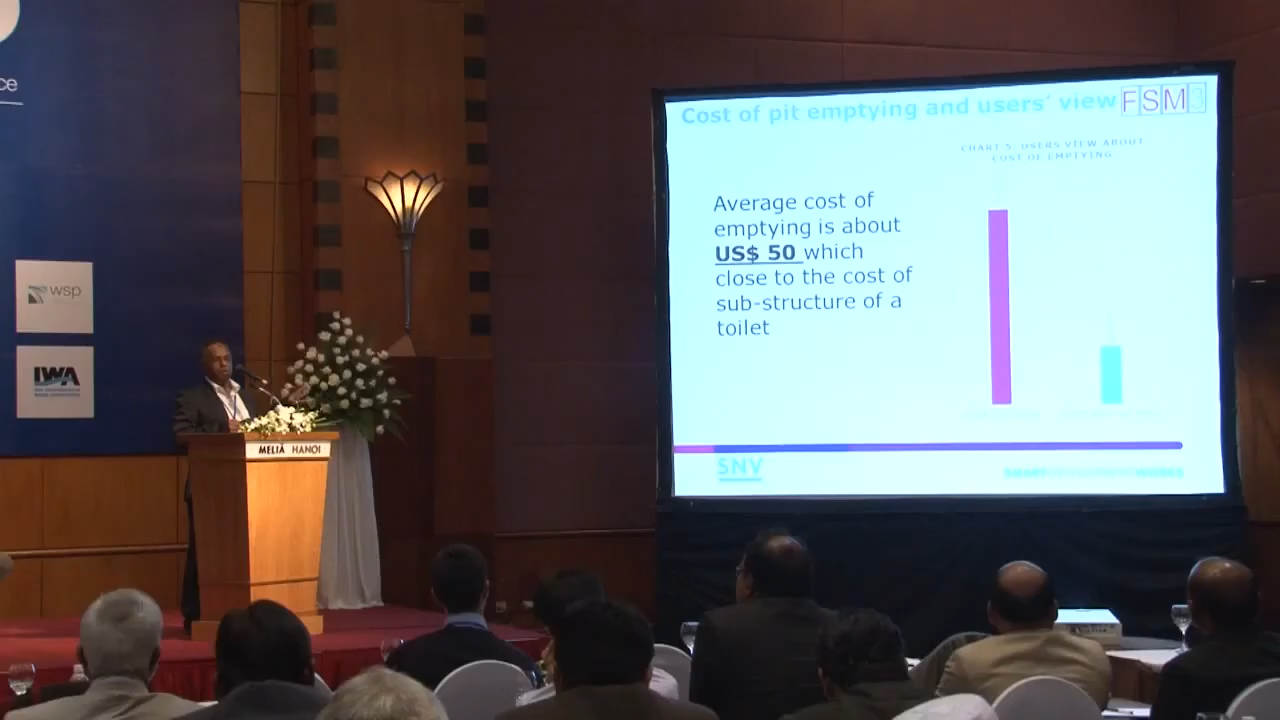 ce
wsp
IWA
MELIÃ HANOI
Cost of pit emptying and users' view
FSM3
CHART 5: USERS VIEW ABOUT
COST OF EMPTYING
Average cost of
emptying is about
US$ 50 which
close to the cost of
sub-structure of a
toilet
SNV